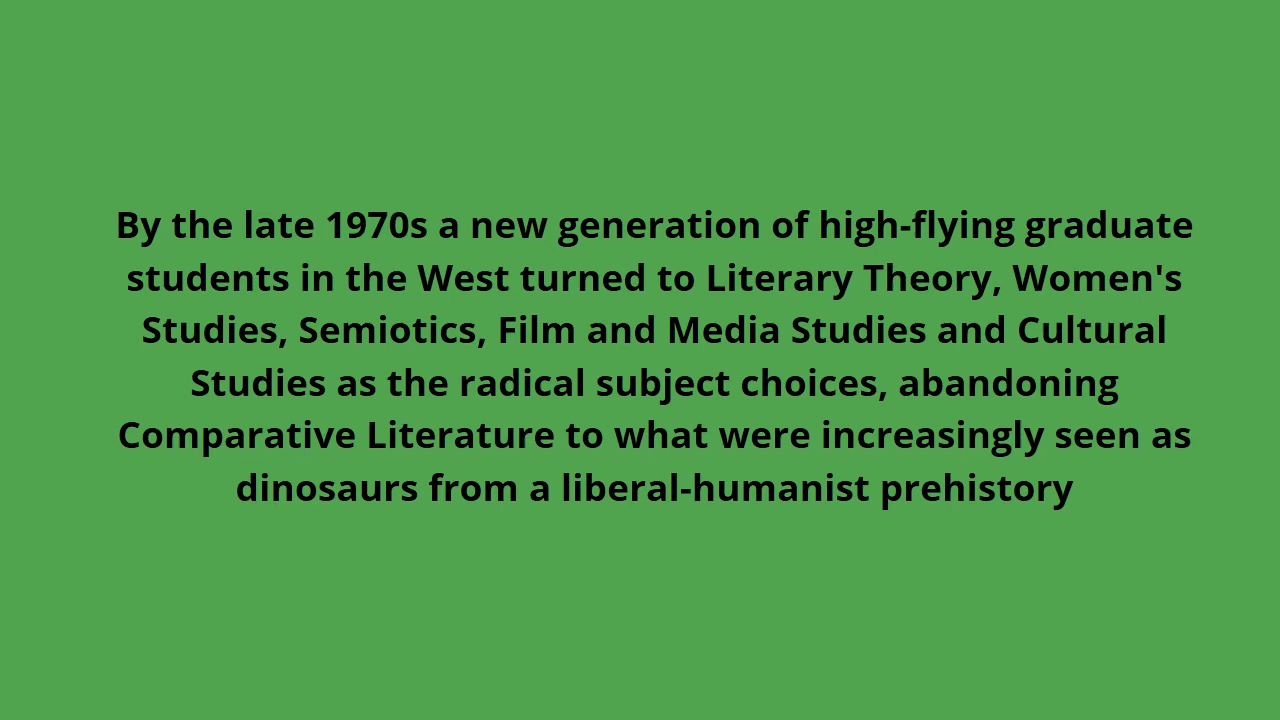 By the late 1970s a new generation of high-flying graduate
students in the West turned to Literary Theory, Women's
Studies, Semiotics, Film and Media Studies and Cultural
Studies as the radical subject choices, abandoning
Comparative Literature to what were increasingly seen as
dinosaurs from a liberal-humanist prehistory